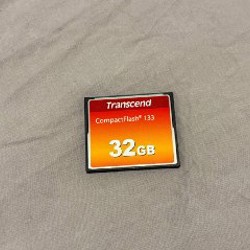 Transcend
CompactFlash® 133
32GB